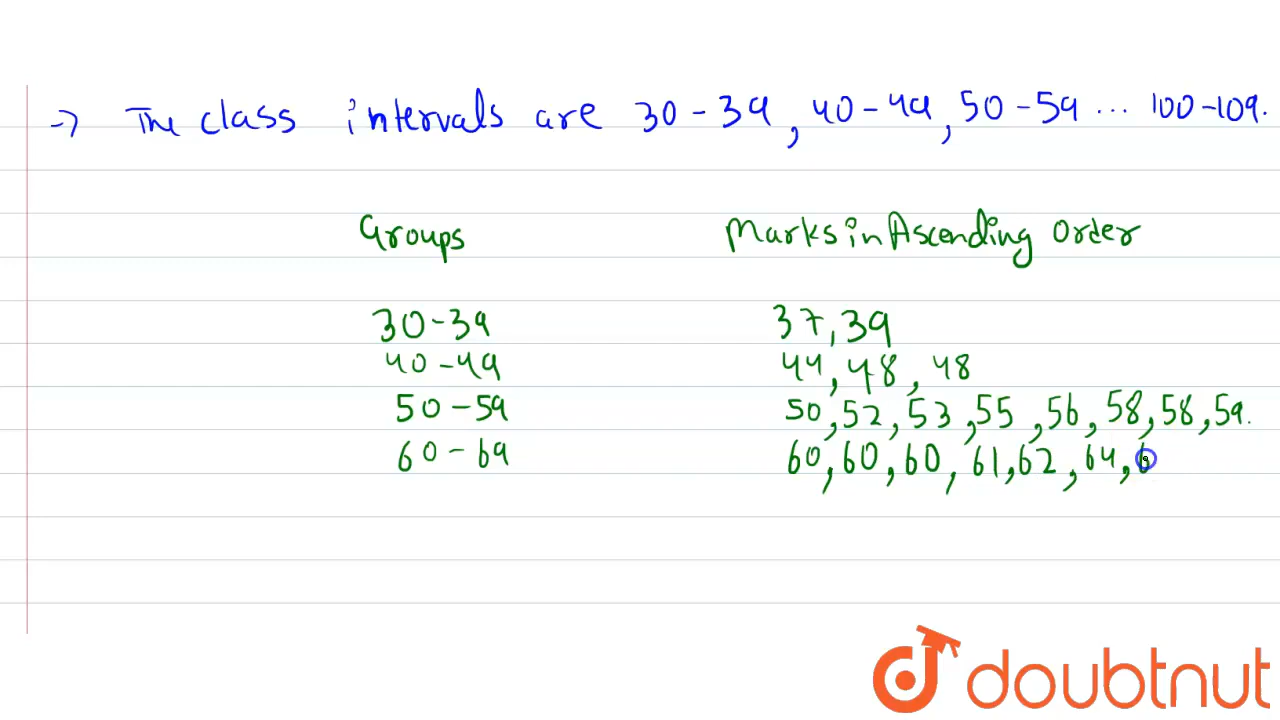 → The class intervals are 30-39, 40-49, 50-59 ... 100-109.
Groups Marks in Ascending Order
30-39 37, 39
40-49 44, 48, 48
50-59 50, 52, 53, 55, 56, 58, 58, 59.
60-69 60, 60, 60, 61, 62, 64, 6
doubtnut